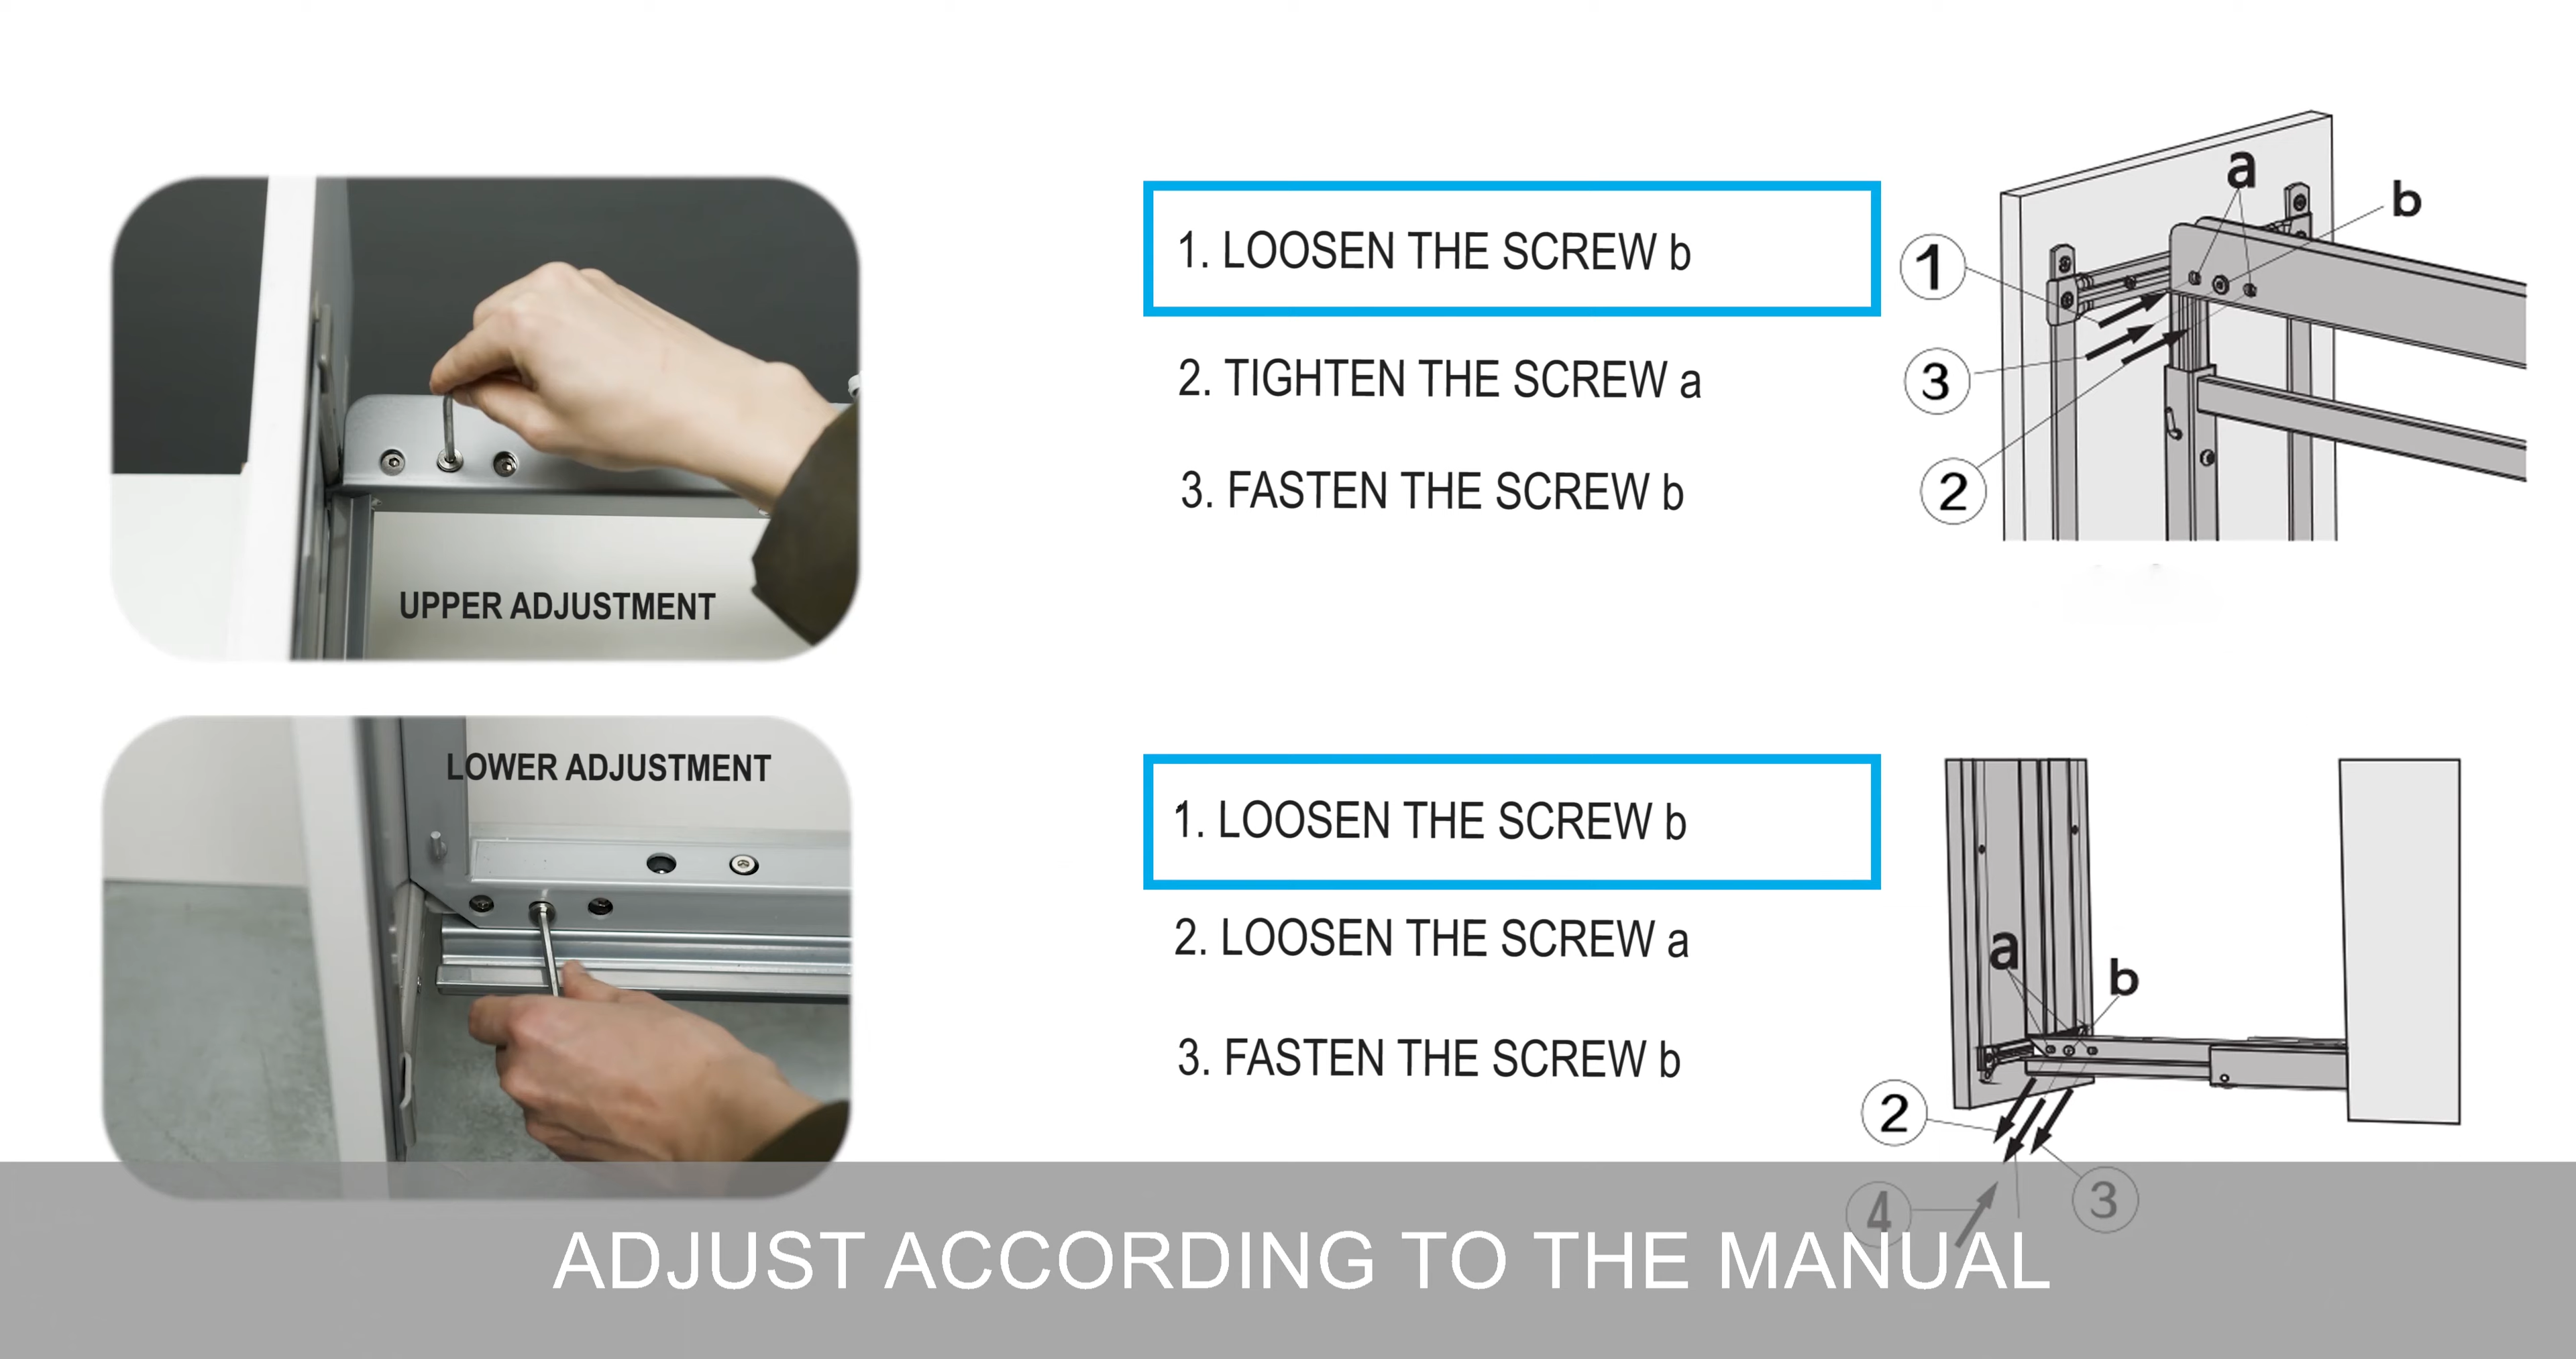 UPPER ADJUSTMENT
1. LOOSEN THE SCREW b
2. TIGHTEN THE SCREW a
3. FASTEN THE SCREW b
a
b
1
3
2
LOWER ADJUSTMENT
1. LOOSEN THE SCREW b
2. LOOSEN THE SCREW a
3. FASTEN THE SCREW b
a
b
2
4
3
ADJUST ACCORDING TO THE MANUAL